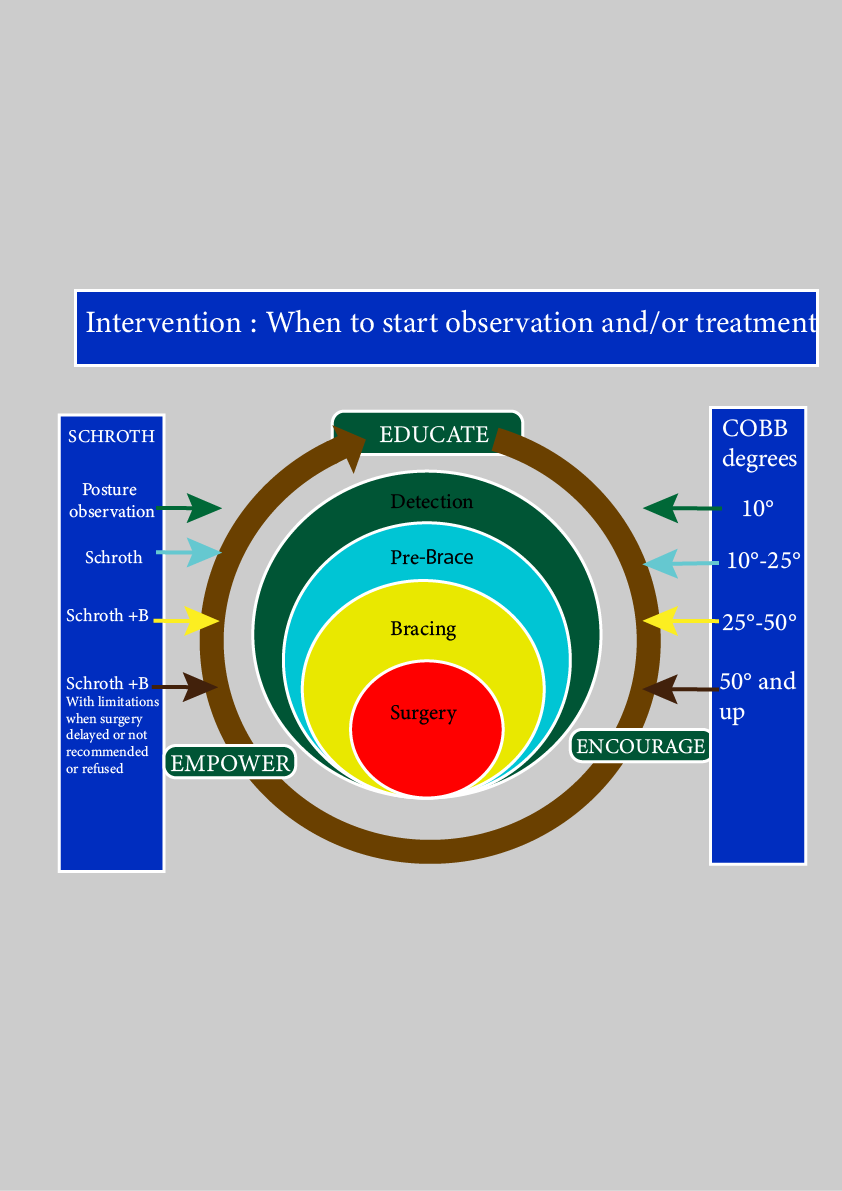 Intervention : When to start observation and/or treatment
EDUCATE
SCHROTH
Posture
observation
Schroth
Schroth +B
Schroth +B
With limitations
when surgery
delayed or not
recommended
or refused
Detection
Pre-Brace
Bracing
Surgery
EMPOWER
ENCOURAGE
COBB
degrees
10°
10°-25°
25°-50°
50° and
up